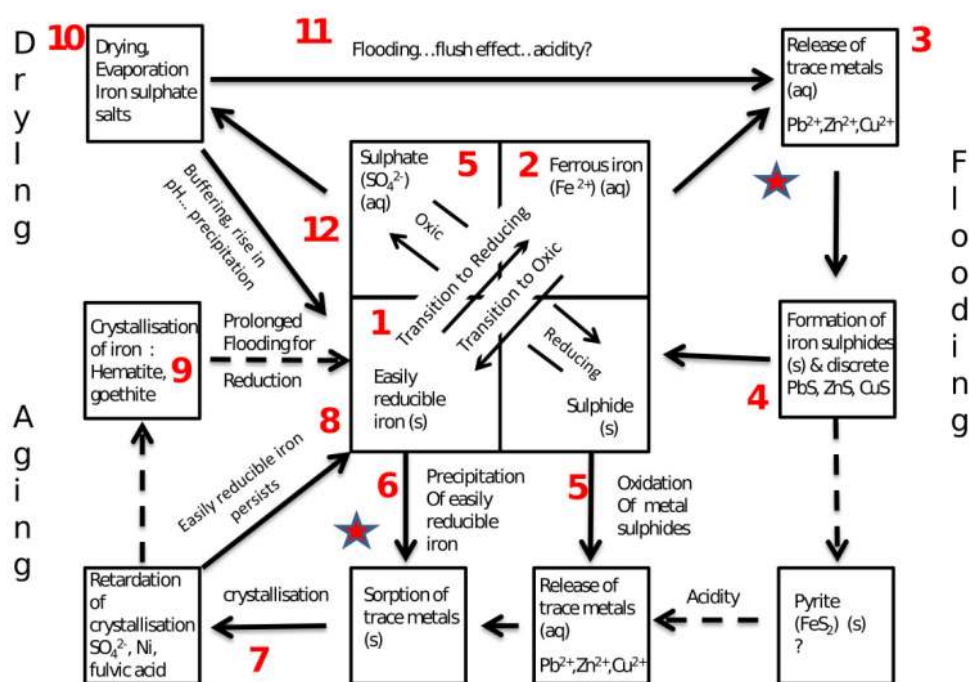 Drying
10
Drying,
Evaporation
Iron sulphate
salts
11
Flooding…flush effect..acidity?
3
Release of
trace metals
(aq)
Pb²⁺,Zn²⁺,Cu²⁺
Flooding
12
Buffering, rise in
pH... precipitation
Sulphate
(SO₄²⁻)
(aq)
5
Oxic
2
Ferrous iron
(Fe ²⁺) (aq)
Transition to Reducing
Transition to Oxic
1
Easily
reducible
iron (s)
Reducing
Sulphide
(s)
Formation of
iron sulphides
(s) & discrete
PbS, ZnS, CuS
4
Aging
Crystallisation
of iron :
Hematite,
goethite
9
Prolonged
Flooding for
Reduction
8
Easily reducible iron
persists
6
Precipitation
Of easily
reducible
iron
5
Oxidation
Of metal
sulphides
Retardation
of
crystallisation
SO₄²⁻, Ni,
fulvic acid
crystallisation
7
Sorption of
trace metals
(s)
Release of
trace metals
(aq)
Pb²⁺,Zn²⁺,Cu²⁺
Acidity
Pyrite
(FeS₂) (s)
?